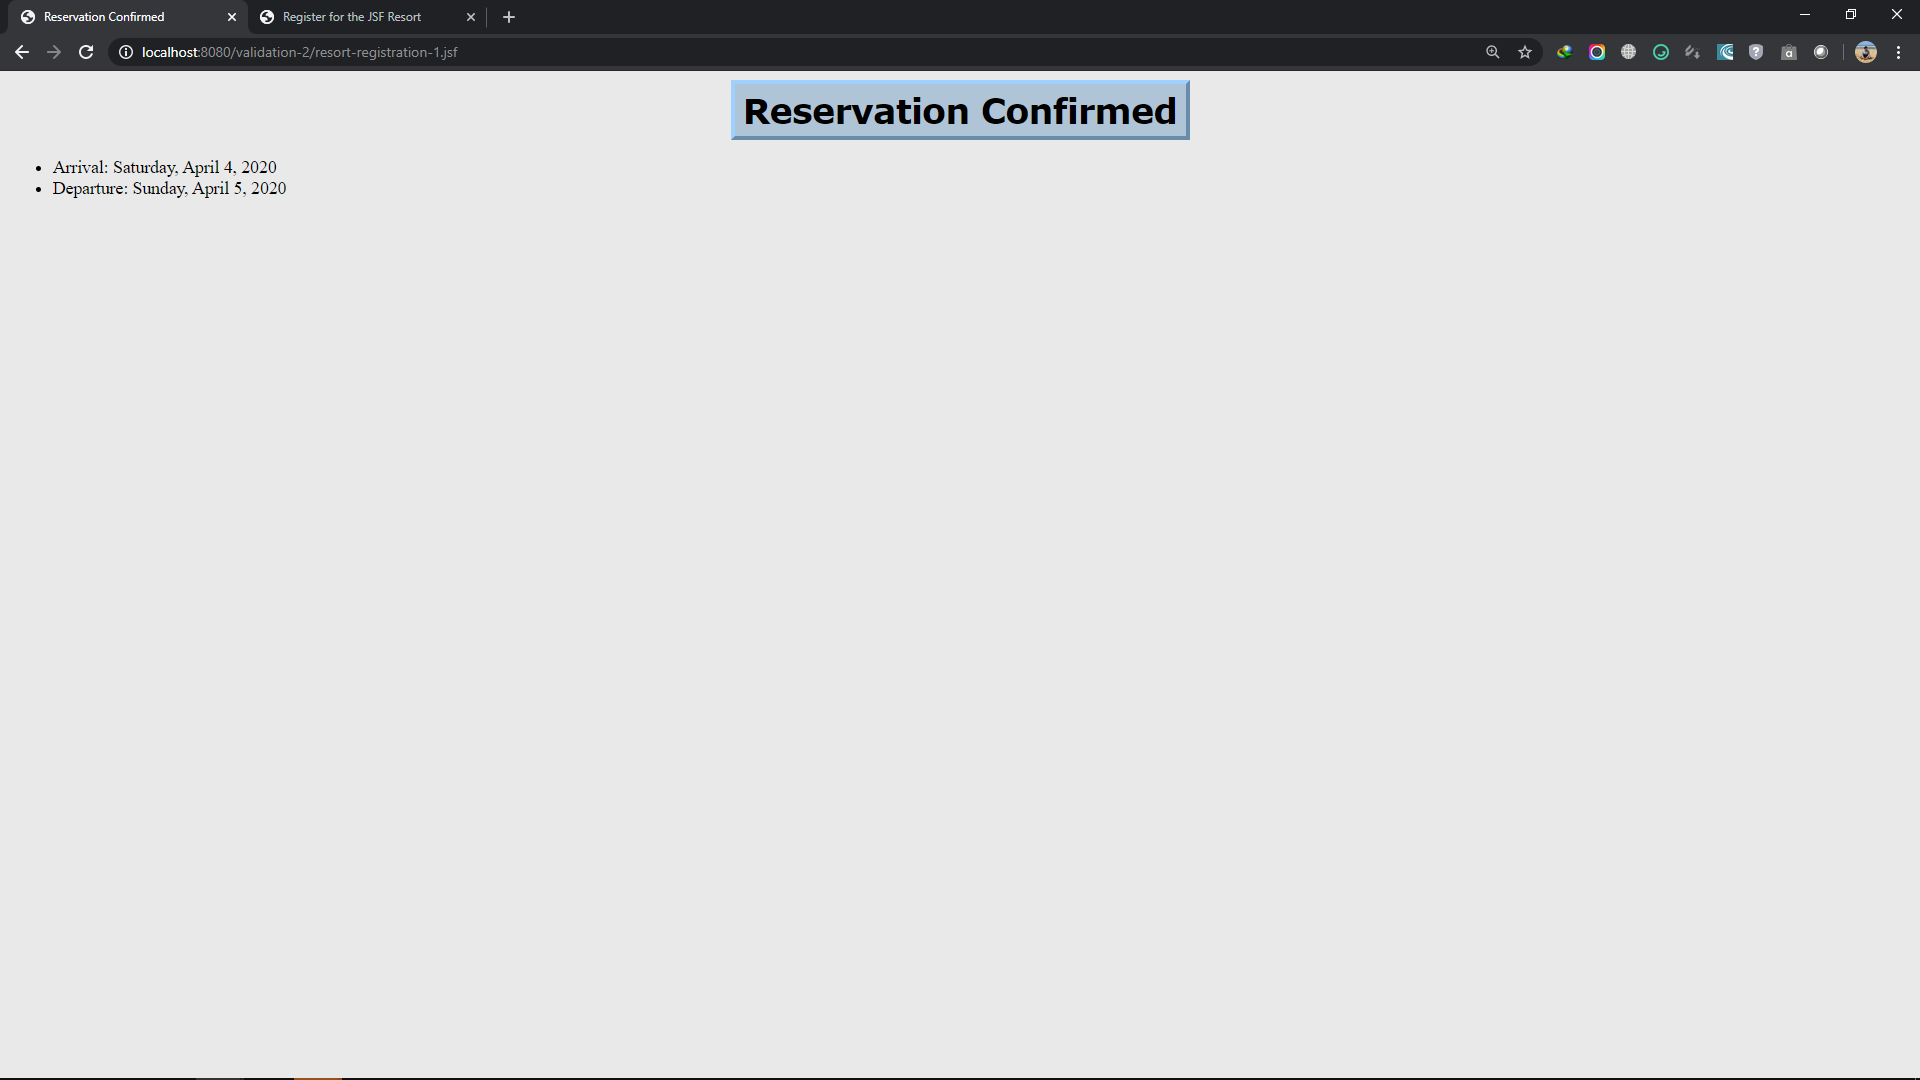 Reservation Confirmed
Register for the JSF Resort
localhost:8080/validation-2/resort-registration-1.jsf
Reservation Confirmed
Arrival: Saturday, April 4, 2020
Departure: Sunday, April 5, 2020